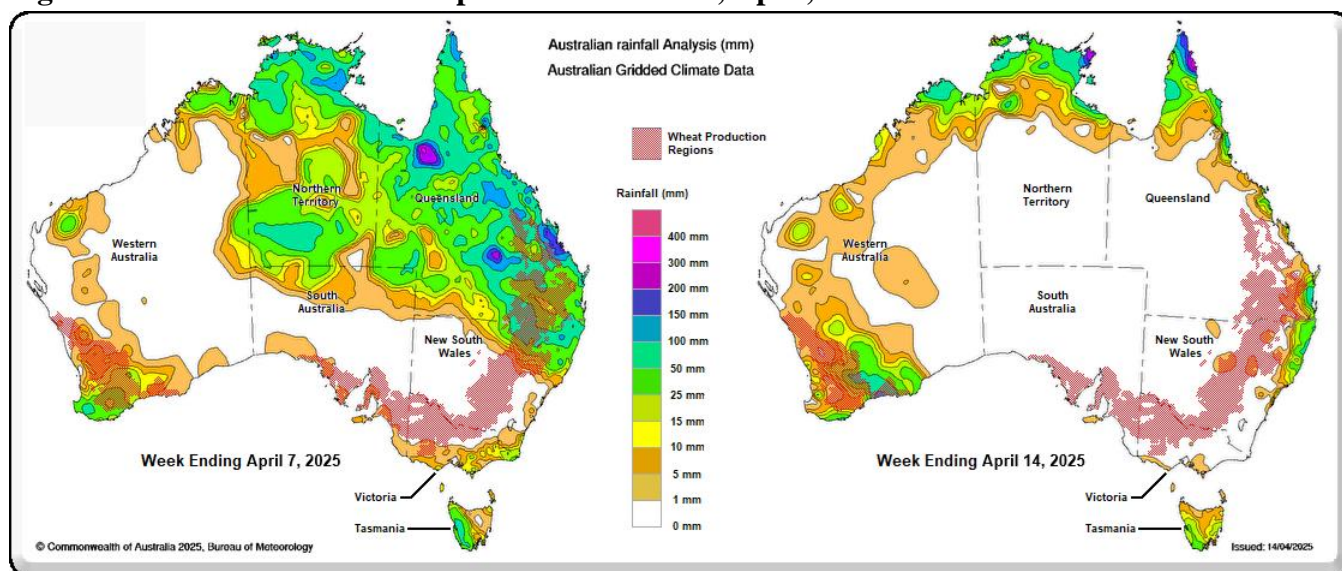 Australian rainfall Analysis (mm)
Australian Gridded Climate Data
Wheat Production
Regions
Rainfall (mm)
400 mm
300 mm
200 mm
150 mm
100 mm
50 mm
25 mm
15 mm
10 mm
5 mm
1 mm
0 mm
Northern
Territory
Queensland
Western
Australia
South
Australia
New South
Wales
Week Ending April 7, 2025
Victoria
Tasmania
© Commonwealth of Australia 2025, Bureau of Meteorology
Northern
Territory
Queensland
Western
Australia
South
Australia
New South
Wales
Week Ending April 14, 2025
Victoria
Tasmania
Issued: 14/04/2025